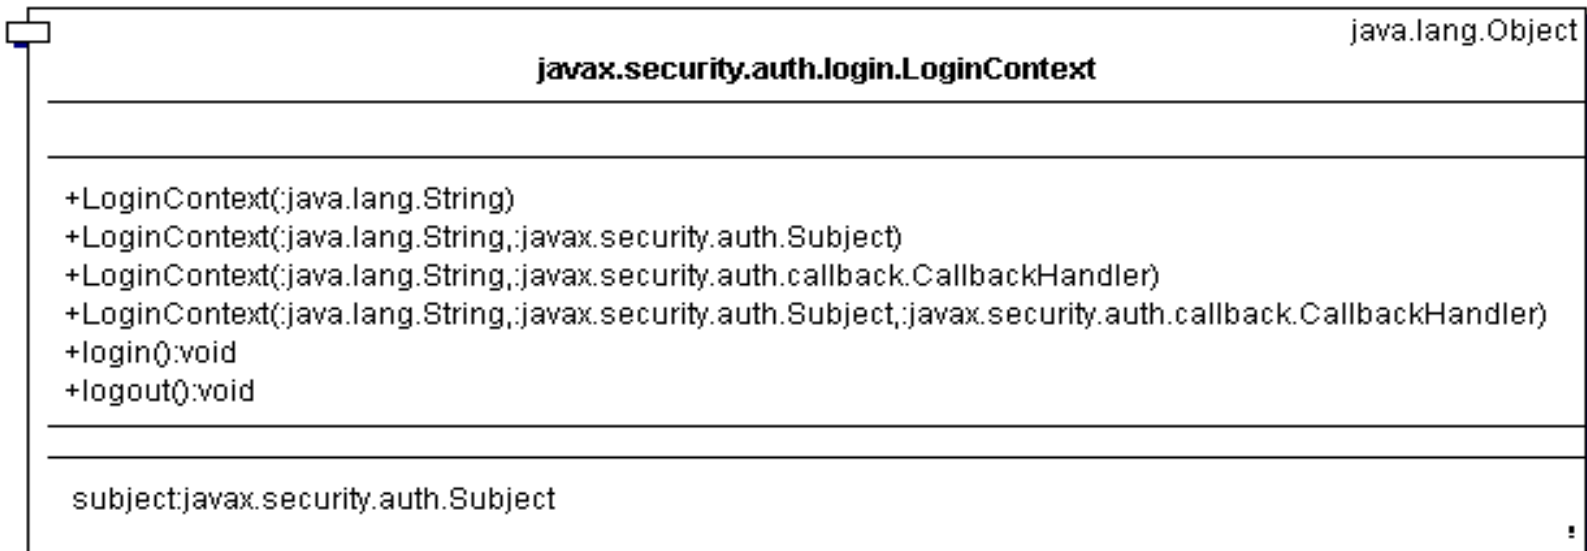 java.lang.Object
javax.security.auth.login.LoginContext
+LoginContext(:java.lang.String)
+LoginContext(:java.lang.String,:javax.security.auth.Subject)
+LoginContext(:java.lang.String,:javax.security.auth.callback.CallbackHandler)
+LoginContext(:java.lang.String,:javax.security.auth.Subject,:javax.security.auth.callback.CallbackHandler)
+login():void
+logout():void
subject:javax.security.auth.Subject